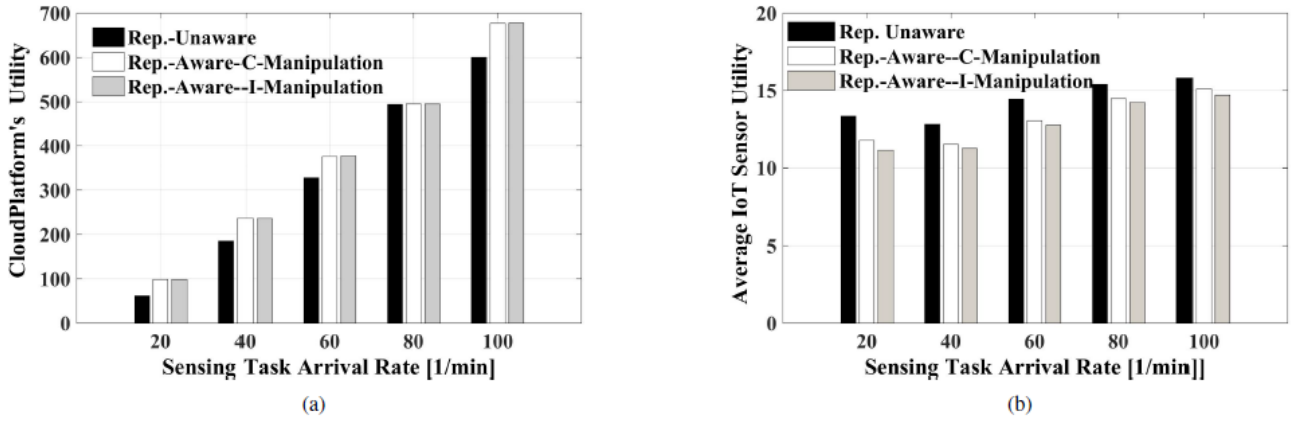 CloudPlatform's Utility
700
600
500
400
300
200
100
0
Rep.-Unaware
Rep.-Aware-C-Manipulation
Rep.-Aware--I-Manipulation
20 40 60 80 100
Sensing Task Arrival Rate [1/min]
(a)
Average IoT Sensor Utility
20
15
10
5
0
Rep. Unaware
Rep.-Aware--C-Manipulation
Rep.-Aware--I-Manipulation
20 40 60 80 100
Sensing Task Arrival Rate [1/min]]
(b)